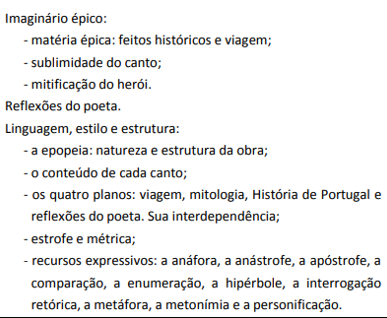 Imaginário épico:
- matéria épica: feitos históricos e viagem;
- sublimidade do canto;
- mitificação do herói.
Reflexões do poeta.
Linguagem, estilo e estrutura:
- a epopeia: natureza e estrutura da obra;
- o conteúdo de cada canto;
- os quatro planos: viagem, mitologia, História de Portugal e
reflexões do poeta. Sua interdependência;
- estrofe e métrica;
- recursos expressivos: a anáfora, a anástrofe, a apóstrofe, a
comparação, a enumeração, a hipérbole, a interrogação
retórica, a metáfora, a metonímia e a personificação.